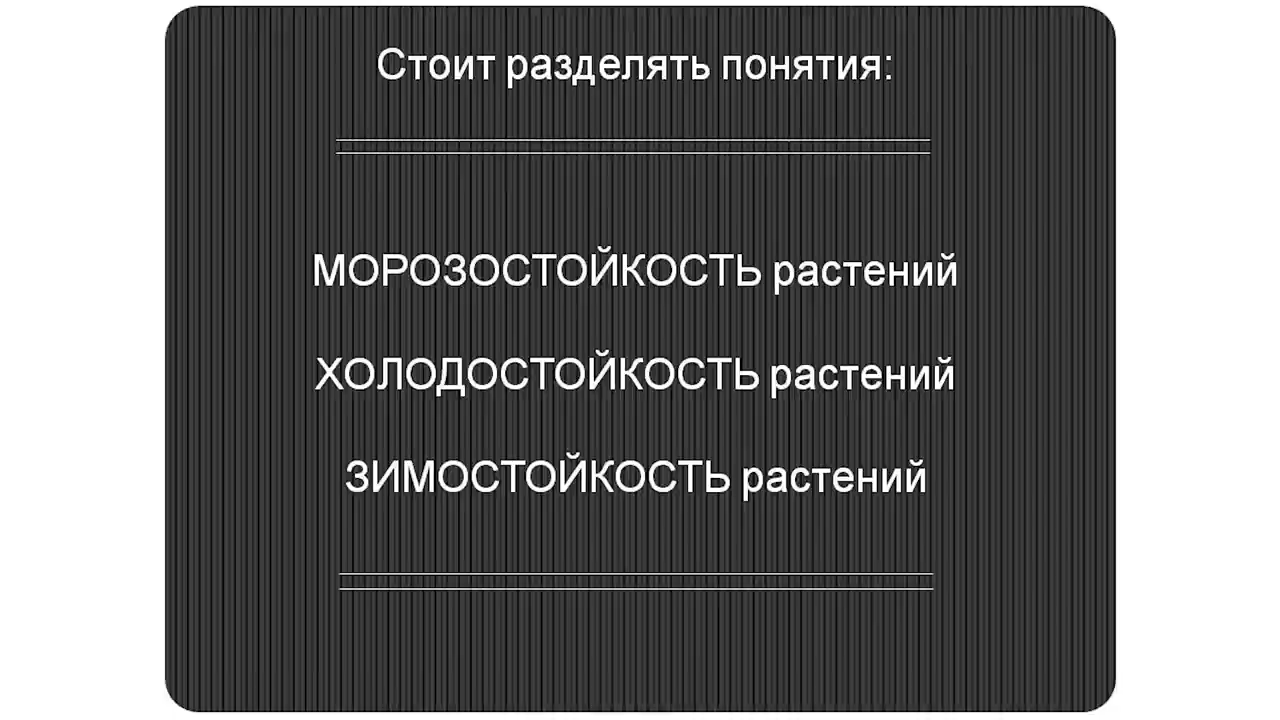 Стоит разделять понятия:
МОРОЗОСТОЙКОСТЬ растений
ХОЛОДОСТОЙКОСТЬ растений
ЗИМОСТОЙКОСТЬ растений